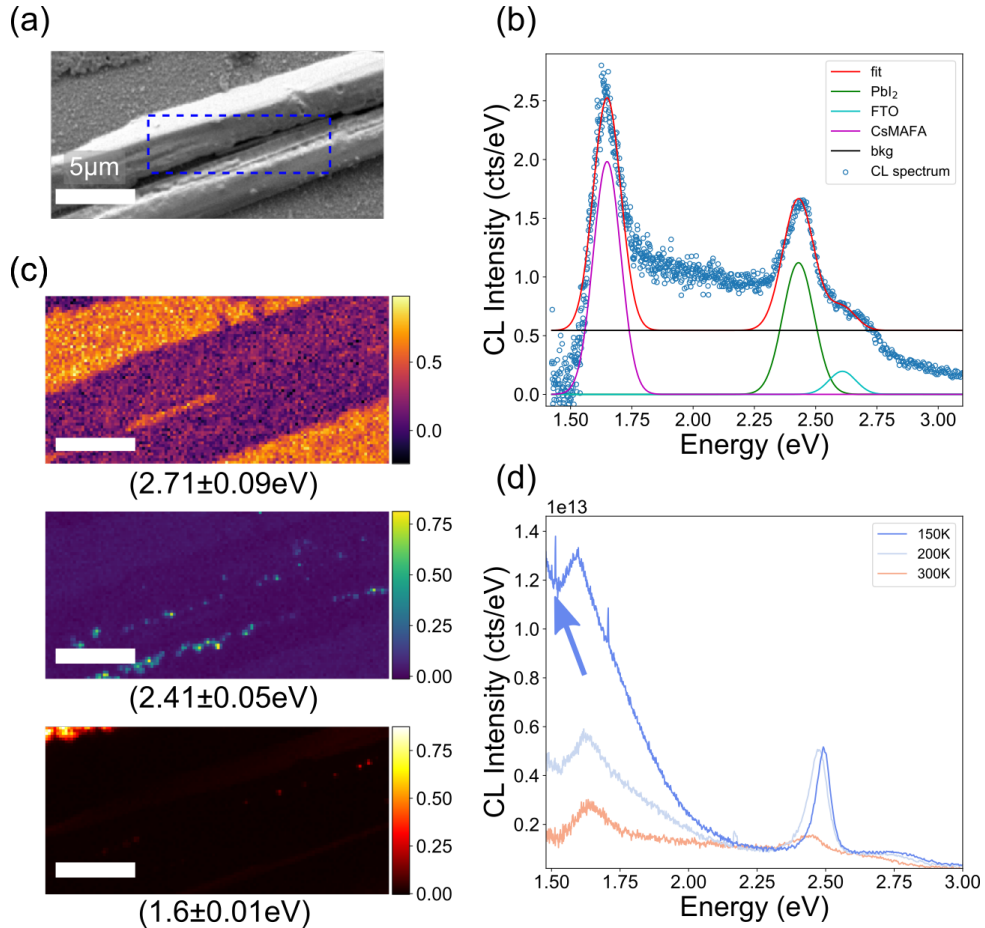 (a)
5μm
(b)
CL Intensity (cts/eV)
2.5
2.0
1.5
1.0
0.5
0.0
fit
PbI₂
FTO
CsMAFA
bkg
CL spectrum
1.50 1.75 2.00 2.25 2.50 2.75 3.00
Energy (eV)
(c)
0.5
0.0
(2.71±0.09eV)
0.75
0.50
0.25
0.00
(2.41±0.05eV)
0.75
0.50
0.25
0.00
(1.6±0.01eV)
(d)
1e13
CL Intensity (cts/eV)
1.4
1.2
1.0
0.8
0.6
0.4
0.2
150K
200K
300K
1.50 1.75 2.00 2.25 2.50 2.75 3.00
Energy (eV)